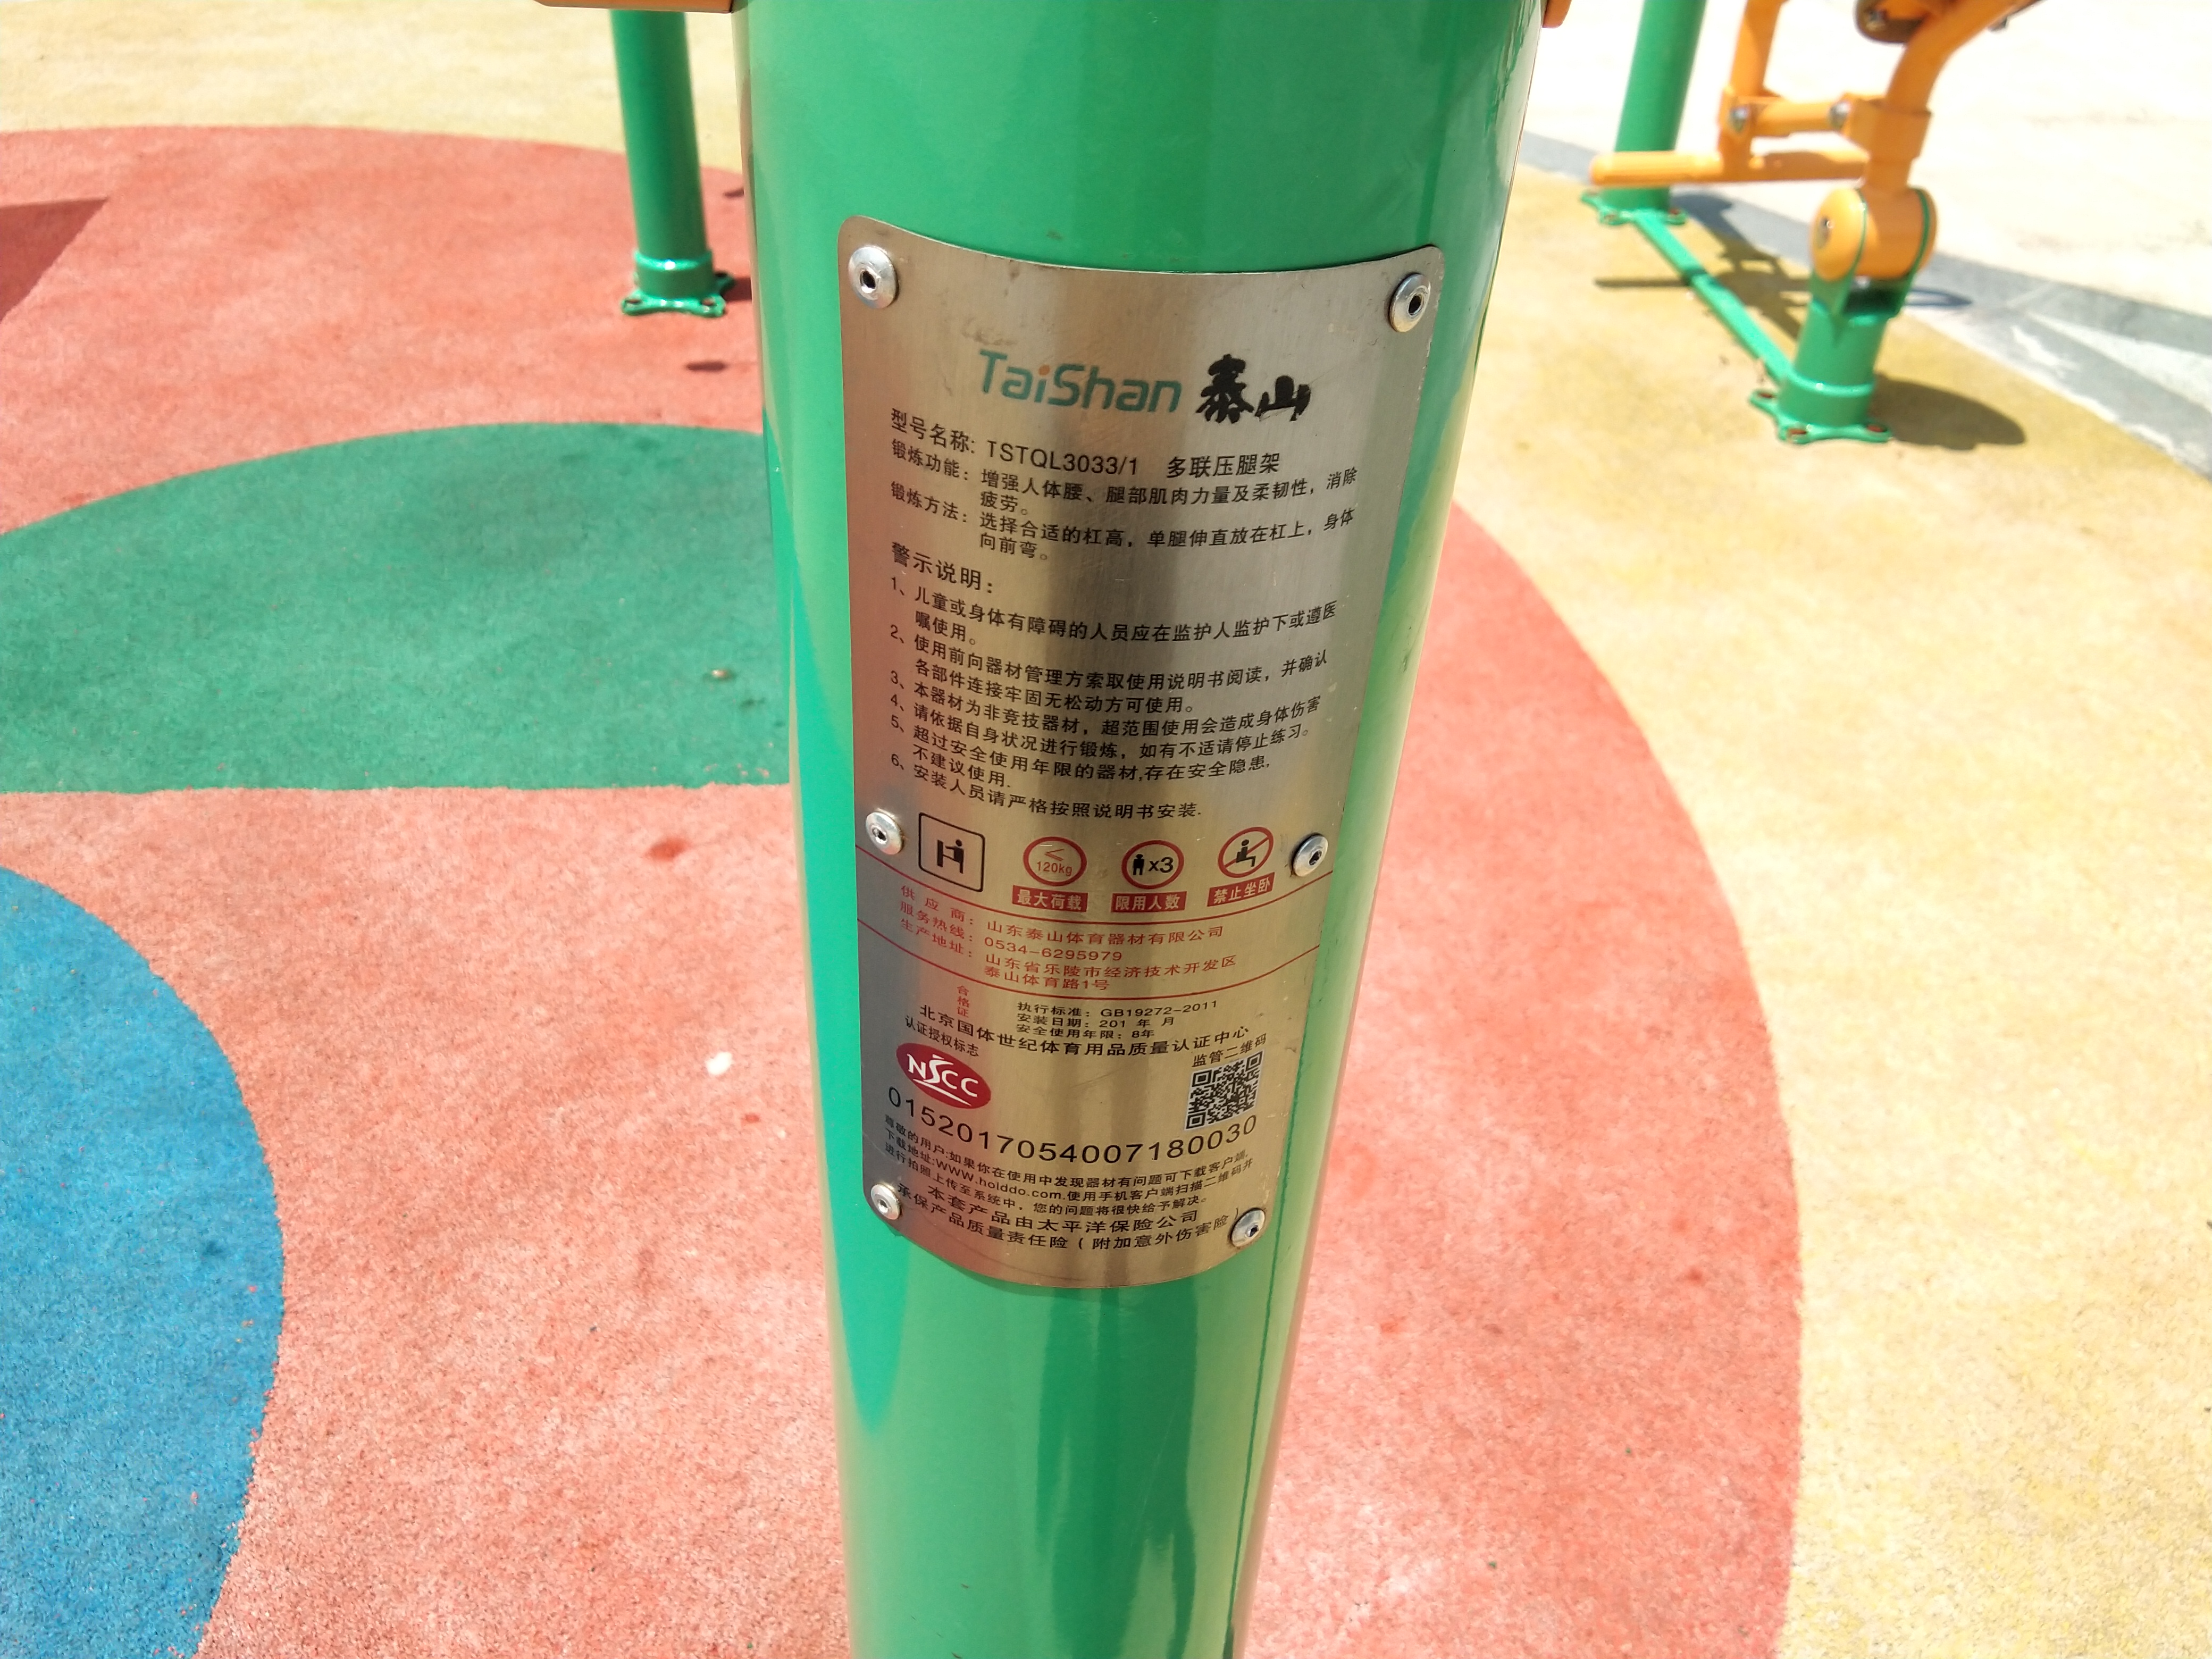 TaiShan 泰山
型号名称: TSTQL3033/1 多联压腿架
锻炼功能: 增强人体腰、腿部肌肉力量及柔韧性，消除
疲劳。
锻炼方法: 选择合适的杠高，单腿伸直放在杠上，身体
向前弯。
警示说明:
1、儿童或身体有障碍的人员应在监护人监护下或遵医
嘱使用。
2、使用前向器材管理方索取使用说明书阅读，并确认
各部件连接牢固无松动方可使用。
3、本器材为非竞技器材，超范围使用会造成身体伤害
4、请依据自身状况进行锻炼，如有不适请停止练习。
5、超过安全使用年限的器材,存在安全隐患,
不建议使用.
6、安装人员请严格按照说明书安装.
≤
120kg
最大荷载
x3
限用人数
禁止坐卧
供应商: 山东泰山体育器材有限公司
服务热线: 0534-6295979
生产地址: 山东省乐陵市经济技术开发区
泰山体育路1号
合格证
执行标准: GB19272-2011
安装日期: 201 年 月
安全使用年限: 8年
北京国体世纪体育用品质量认证中心
认证授权标志
监管二维码
NSCC
0152017054007180030
尊敬的用户:如果你在使用中发现器材有问题可下载客户端,
下载地址:WWW.hoiddo.com.使用手机客户端扫描二维码并
进行拍照上传至系统中，您的问题将很快给予解决。
本套产品由太平洋保险公司
承保产品质量责任险(附加意外伤害险)